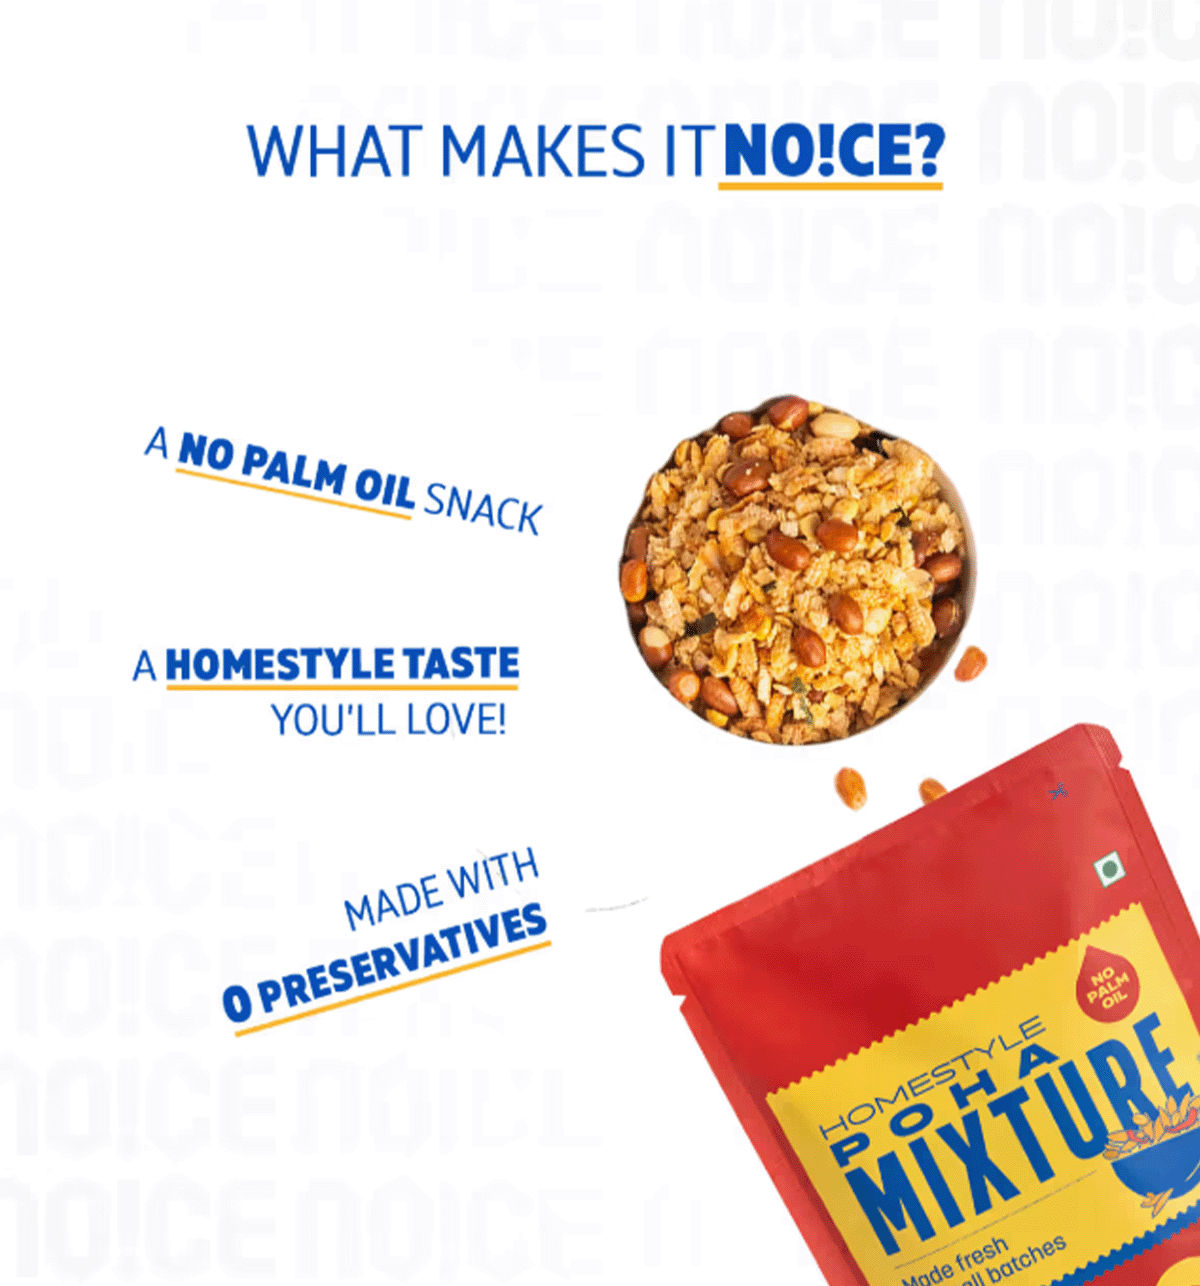 WHAT MAKES IT NO!CE?
A NO PALM OIL SNACK
A HOMESTYLE TASTE
YOU'LL LOVE!
MADE WITH
0 PRESERVATIVES
NO
PALM
OIL
HOMESTYLE
POHA
MIXTURE
Made fresh
batches